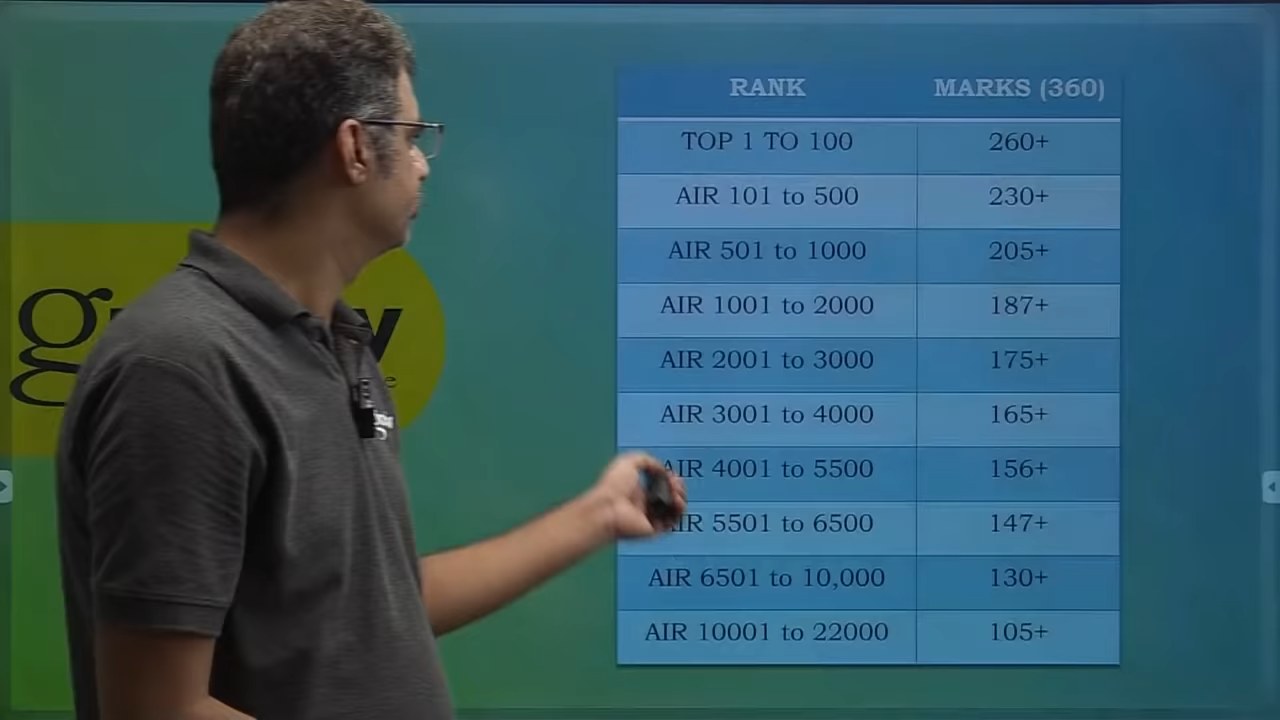 RANK MARKS (360)
TOP 1 TO 100 260+
AIR 101 to 500 230+
AIR 501 to 1000 205+
AIR 1001 to 2000 187+
AIR 2001 to 3000 175+
AIR 3001 to 4000 165+
AIR 4001 to 5500 156+
AIR 5501 to 6500 147+
AIR 6501 to 10,000 130+
AIR 10001 to 22000 105+